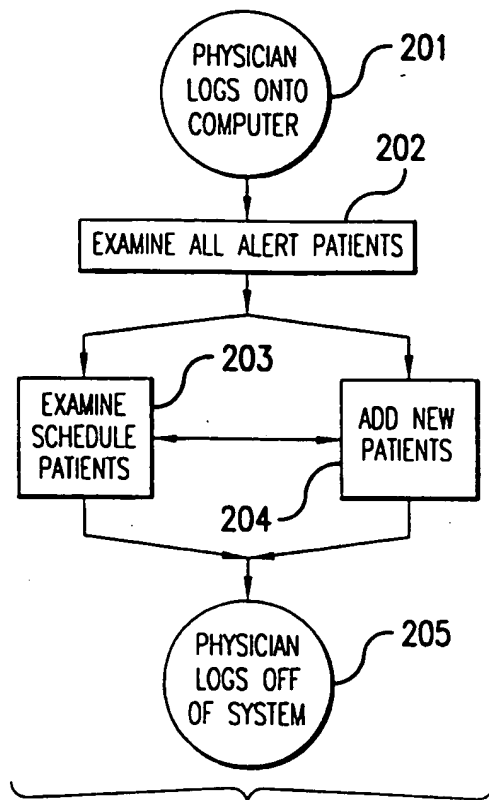 PHYSICIAN
LOGS ONTO
COMPUTER
201
202
EXAMINE ALL ALERT PATIENTS
203
EXAMINE
SCHEDULE
PATIENTS
ADD NEW
PATIENTS
204
PHYSICIAN
LOGS OFF
OF SYSTEM
205